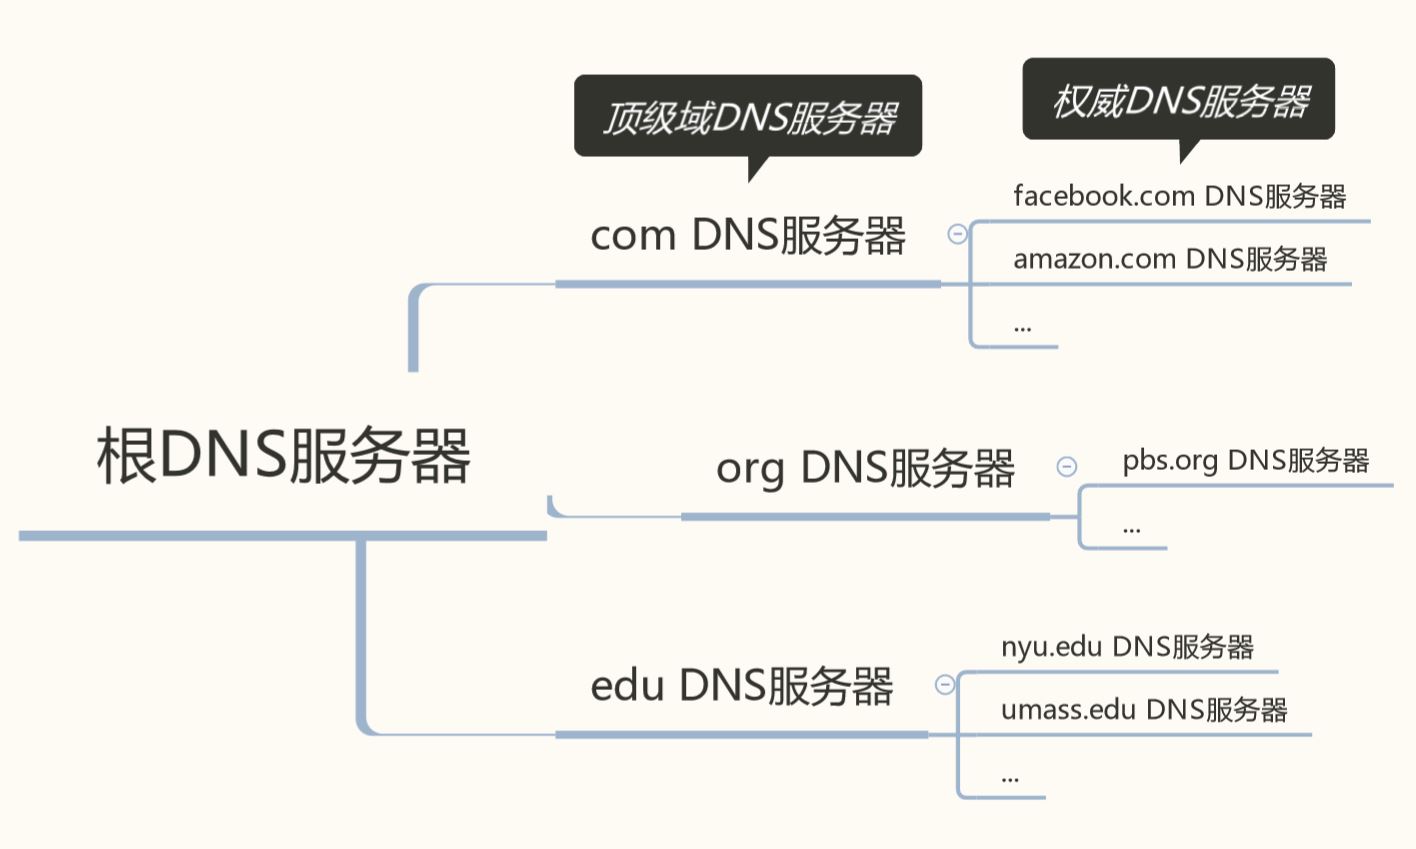 顶级域DNS服务器
权威DNS服务器
com DNS服务器
facebook.com DNS服务器
amazon.com DNS服务器
...
根DNS服务器
org DNS服务器
pbs.org DNS服务器
...
edu DNS服务器
nyu.edu DNS服务器
umass.edu DNS服务器
...